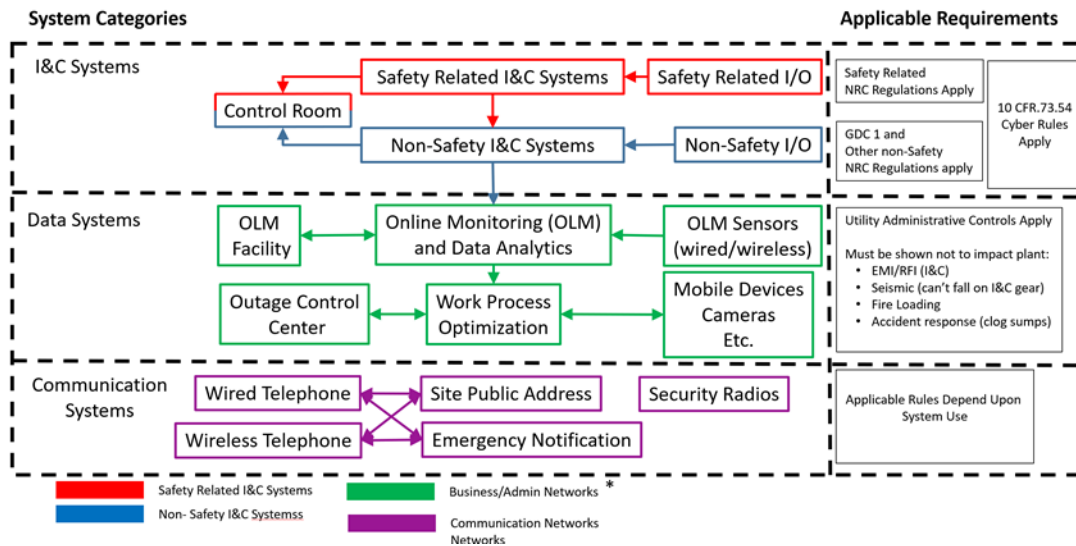 System Categories
Applicable Requirements
I&C Systems
Safety Related I&C Systems
Safety Related I/O
Control Room
Non-Safety I&C Systems
Non-Safety I/O
Safety Related
NRC Regulations Apply
GDC 1 and
Other non-Safety
NRC Regulations apply
10 CFR.73.54
Cyber Rules
Apply
Data Systems
OLM
Facility
Online Monitoring (OLM)
and Data Analytics
OLM Sensors
(wired/wireless)
Outage Control
Center
Work Process
Optimization
Mobile Devices
Cameras
Etc.
Utility Administrative Controls Apply
Must be shown not to impact plant:
• EMI/RFI (I&C)
• Seismic (can't fall on I&C gear)
• Fire Loading
• Accident response (clog sumps)
Communication
Systems
Wired Telephone
Site Public Address
Security Radios
Wireless Telephone
Emergency Notification
Applicable Rules Depend Upon
System Use
Safety Related I&C Systems
Business/Admin Networks *
Non- Safety I&C Systemss
Communication Networks
Networks